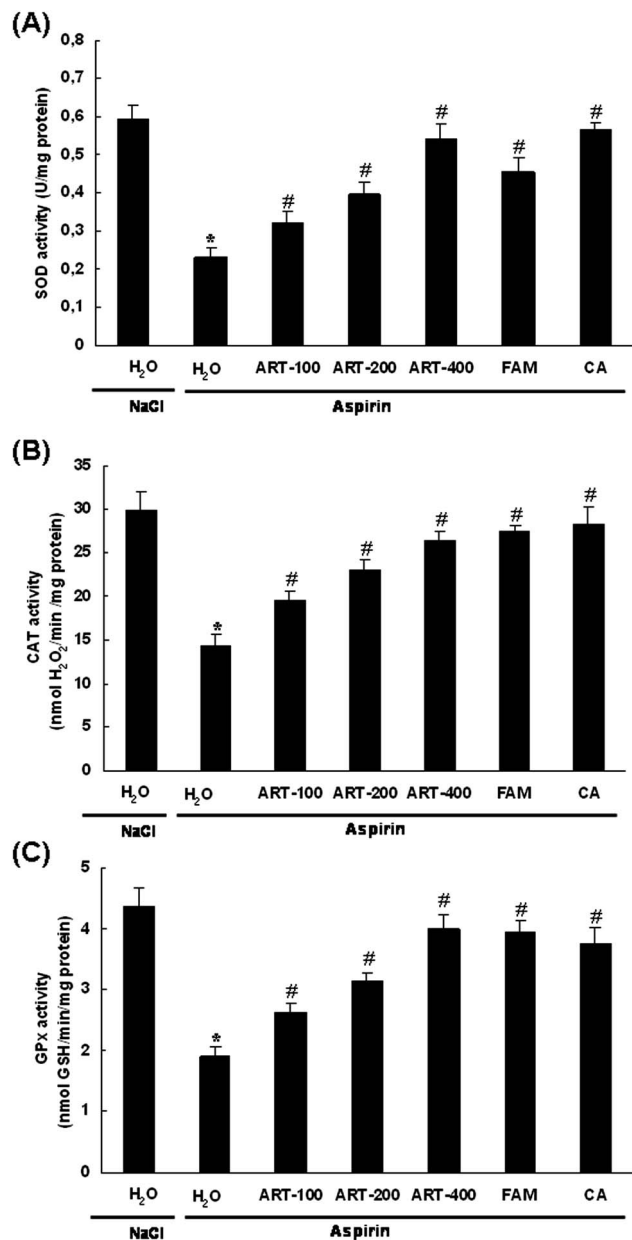 (A)
SOD activity (U/mg protein)
0,8
0,7
0,6
0,5
0,4
0,3
0,2
0,1
0
* # # # # #
H₂O H₂O ART-100 ART-200 ART-400 FAM CA
NaCl Aspirin
(B)
CAT activity
(nmol H₂O₂/min /mg protein)
35
30
25
20
15
10
5
0
* # # # # #
H₂O H₂O ART-100 ART-200 ART-400 FAM CA
NaCl Aspirin
(C)
GPx activity
(nmol GSH/min/mg protein)
5
4
3
2
1
0
* # # # # #
H₂O H₂O ART-100 ART-200 ART-400 FAM CA
NaCl Aspirin